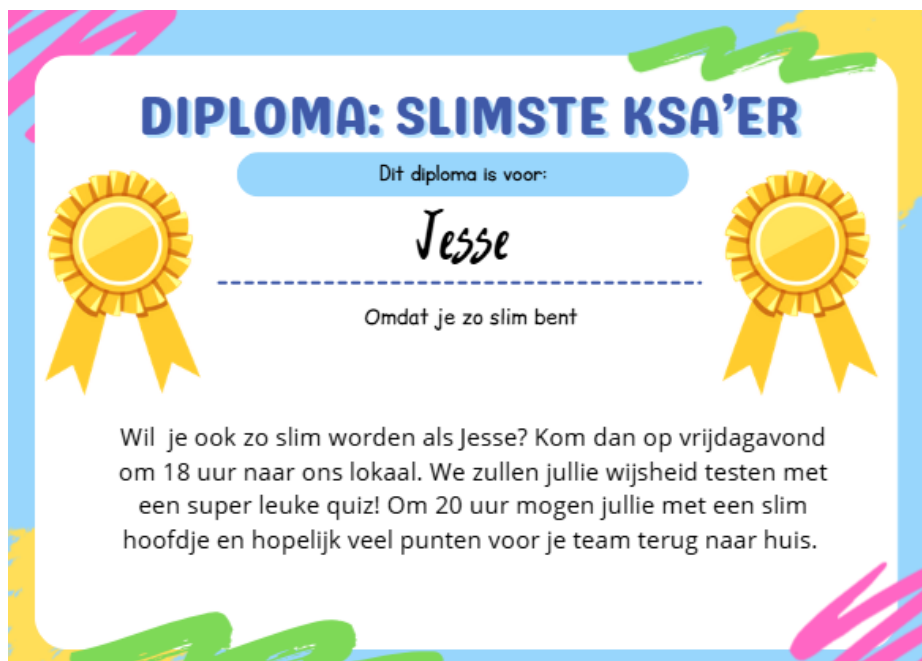 DIPLOMA: SLIMSTE KSA'ER
Dit diploma is voor:
Jesse
Omdat je zo slim bent
Wil je ook zo slim worden als Jesse? Kom dan op vrijdagavond
om 18 uur naar ons lokaal. We zullen jullie wijsheid testen met
een super leuke quiz! Om 20 uur mogen jullie met een slim
hoofdje en hopelijk veel punten voor je team terug naar huis.